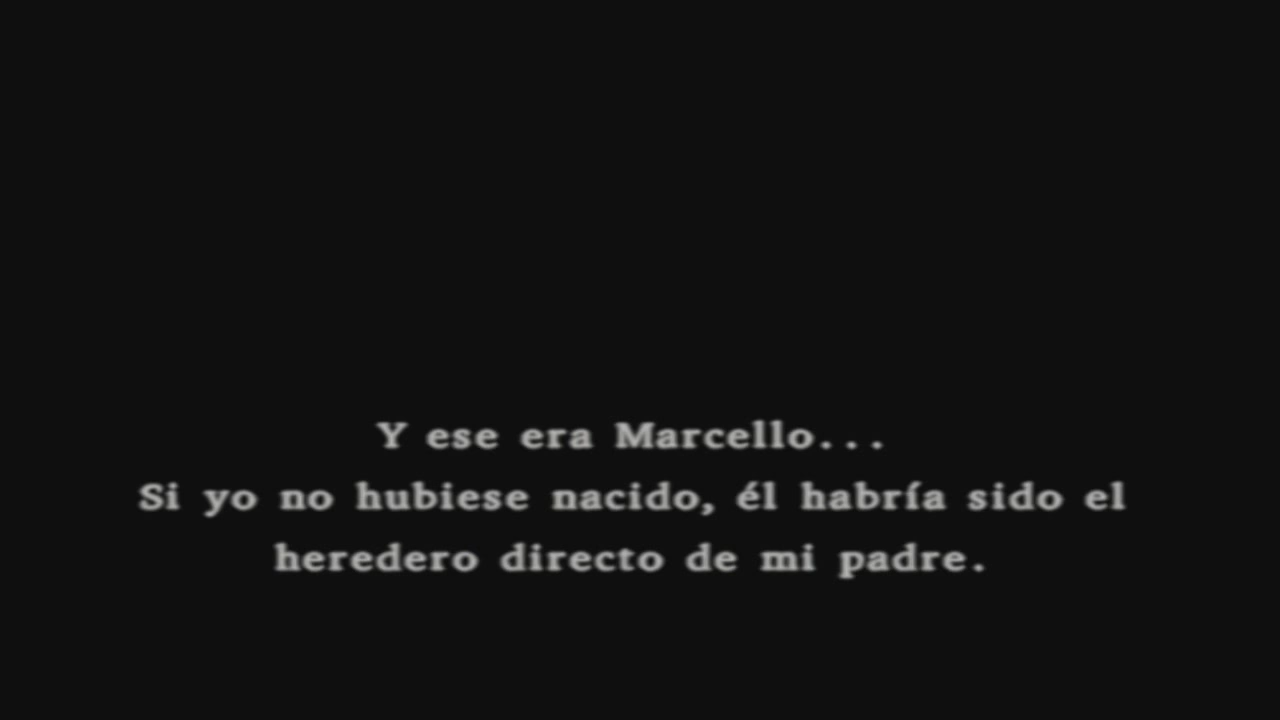 Y ese era Marcello...
Si yo no hubiese nacido, él habría sido el
heredero directo de mi padre.